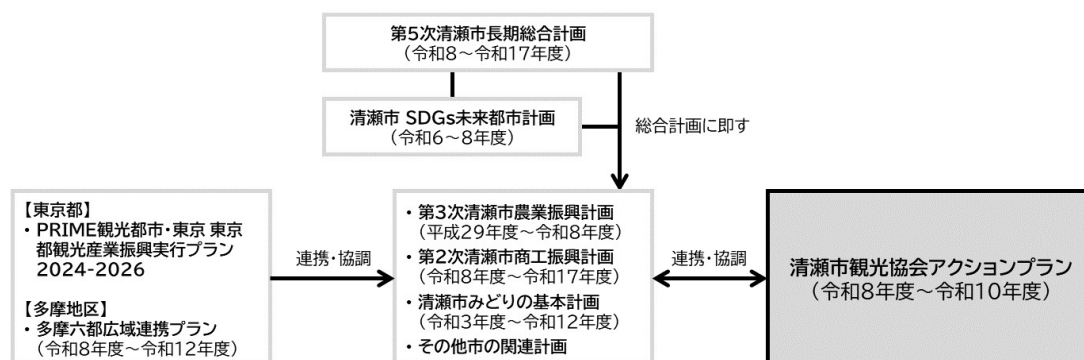 第5次清瀬市長期総合計画
（令和8～令和17年度）
清瀬市 SDGs未来都市計画
（令和6～8年度）
総合計画に即す
【東京都】
・PRIME観光都市・東京 東京
都観光産業振興実行プラン
2024-2026
【多摩地区】
・多摩六都広域連携プラン
（令和8年度～令和12年度）
連携・協調
・第3次清瀬市農業振興計画
（平成29年度～令和8年度）
・第2次清瀬市商工振興計画
（令和8年度～令和17年度）
・清瀬市みどりの基本計画
（令和3年度～令和12年度）
・その他市の関連計画
連携・協調
清瀬市観光協会アクションプラン
（令和8年度～令和10年度）